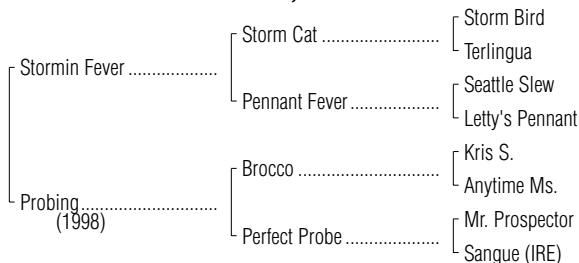 Storm Bird
Storm Cat ........................
Terlingua
Stormin Fever ..................
Seattle Slew
Pennant Fever ..................
Letty's Pennant
Kris S.
Brocco .............................
Anytime Ms.
Probing ...........................
(1998)
Mr. Prospector
Perfect Probe ...................
Sangue (IRE)